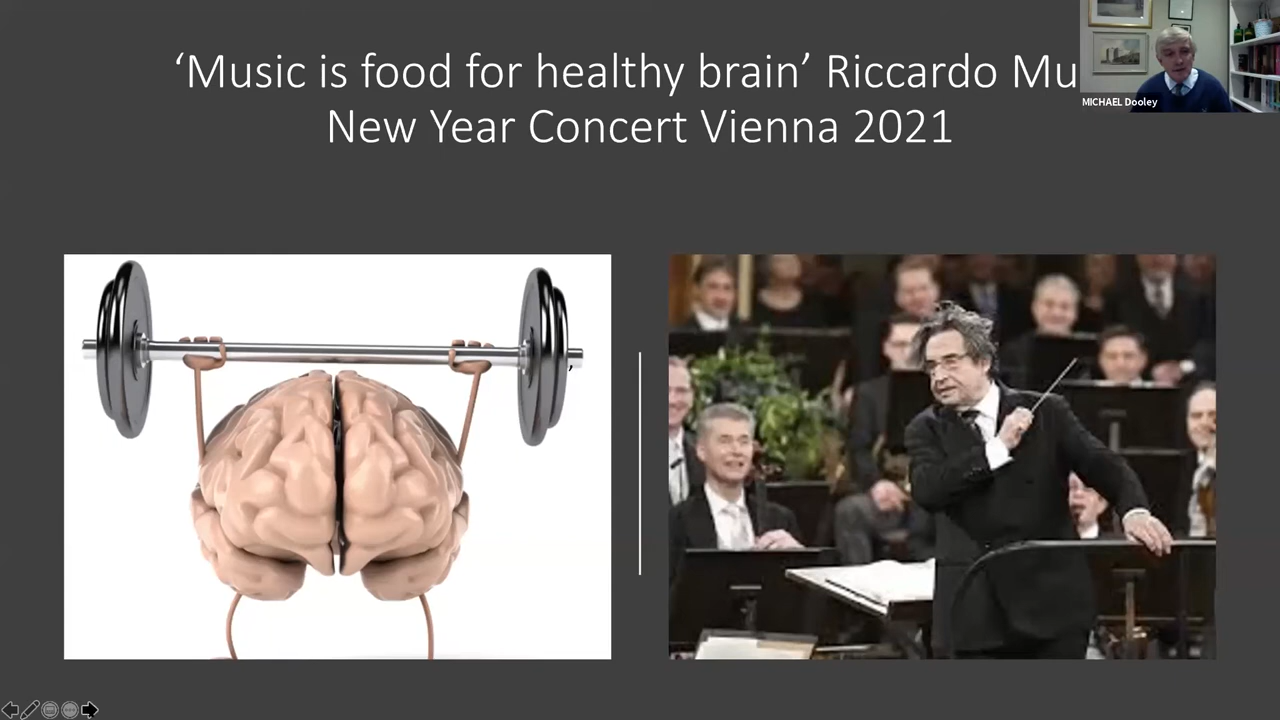 ‘Music is food for healthy brain’ Riccardo Mu
New Year Concert Vienna 2021
MICHAEL Dooley